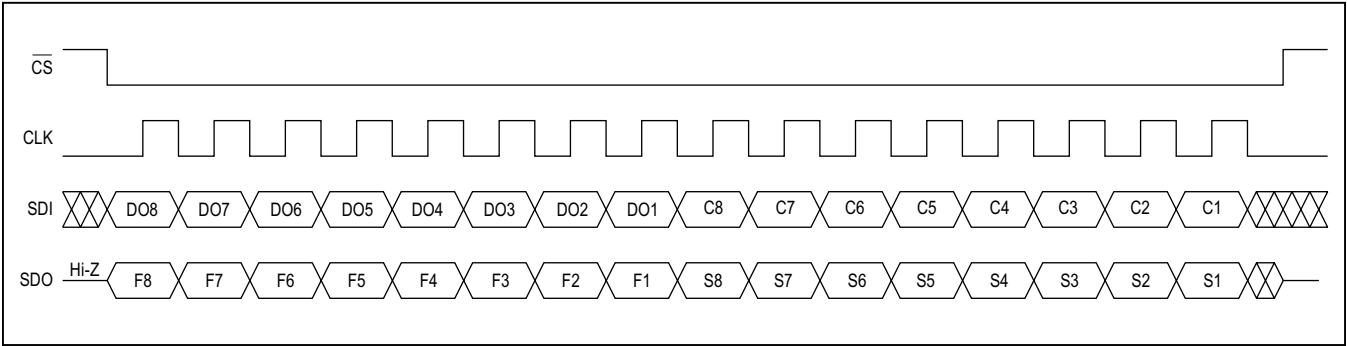 CS
CLK
SDI DO8 DO7 DO6 DO5 DO4 DO3 DO2 DO1 C8 C7 C6 C5 C4 C3 C2 C1
SDO Hi-Z F8 F7 F6 F5 F4 F3 F2 F1 S8 S7 S6 S5 S4 S3 S2 S1